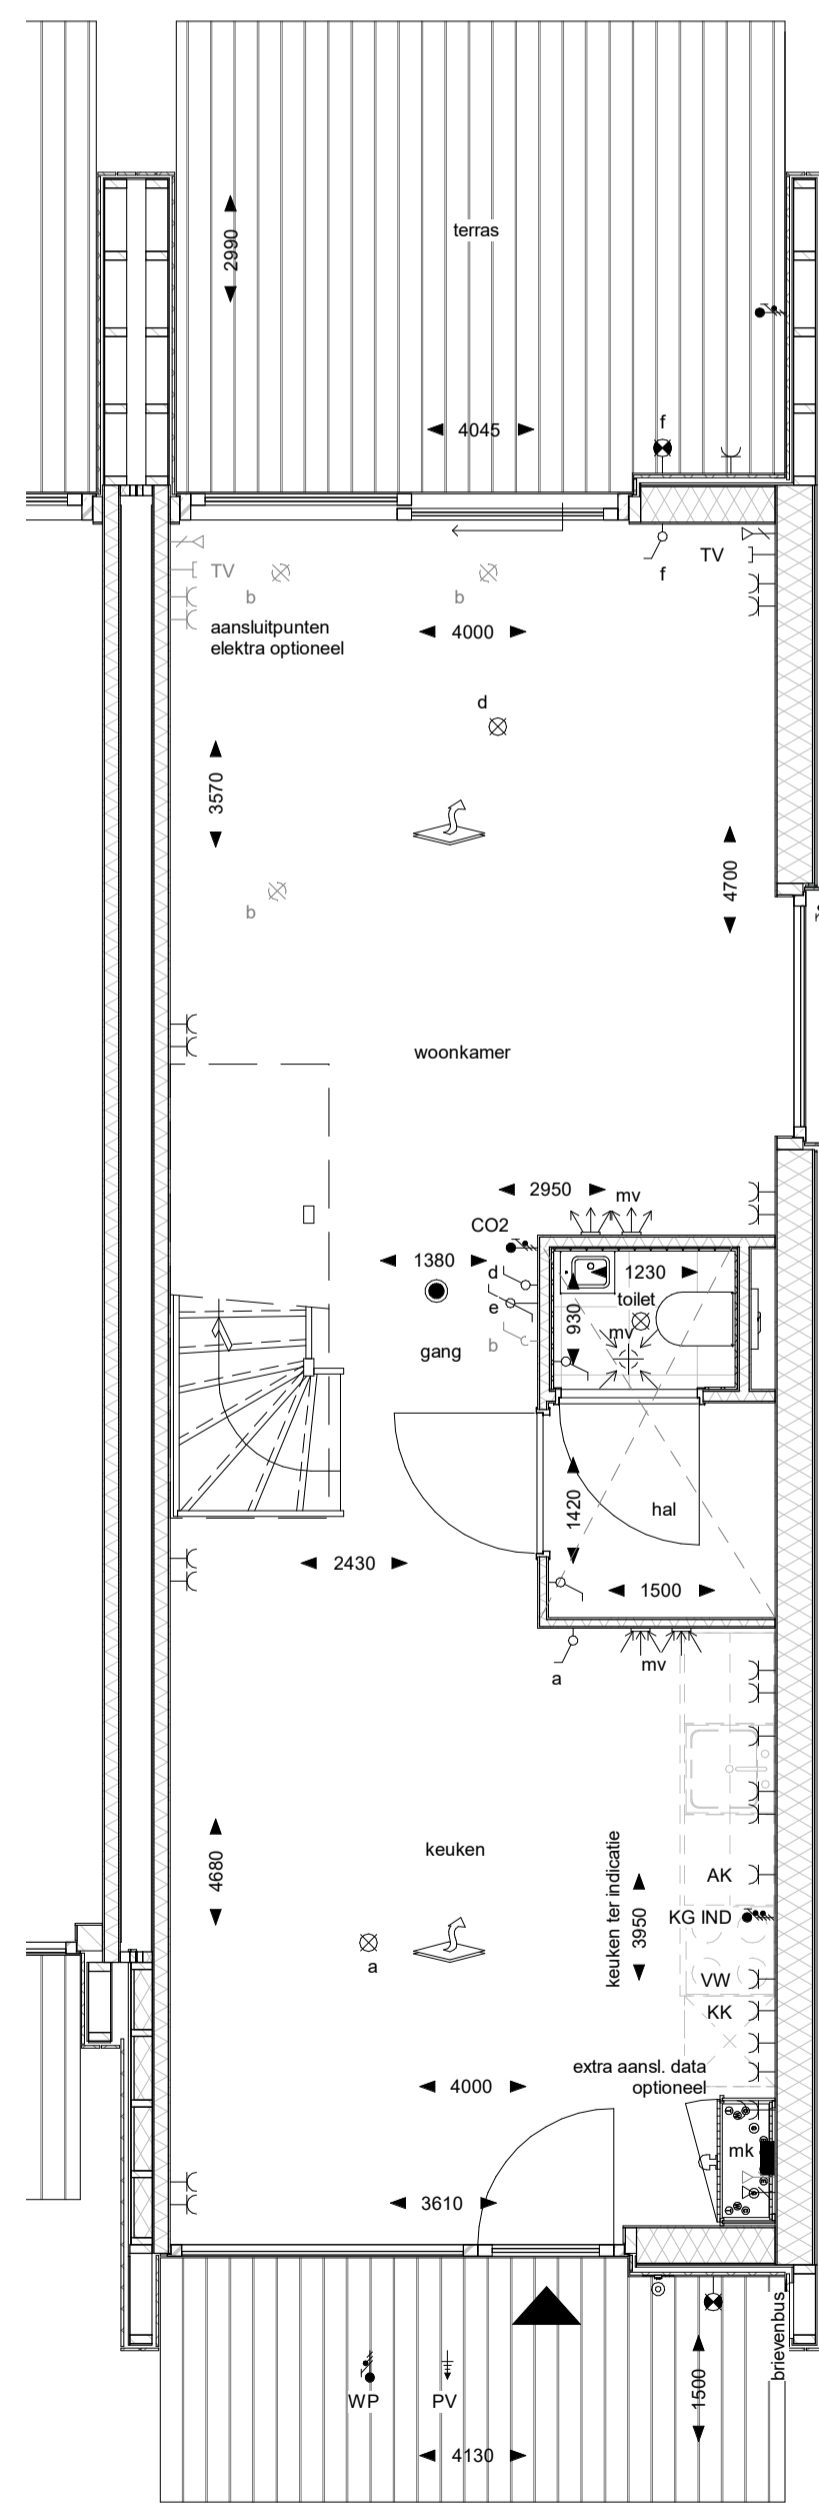 terras
2990
4045
f
f
TV
TV
b
b
aansluitpunten
elektra optioneel
4000
d
3570
4700
b
woonkamer
2950
mv
CO2
1380
d
1230
toilet
e
930
mv
b
gang
1420
hal
2430
1500
mv
a
keuken
4680
keuken ter indicatie
3950
AK
KG IND
a
VW
KK
extra aansl. data
optioneel
4000
mk
3610
brievenbus
WP
PV
1500
4130